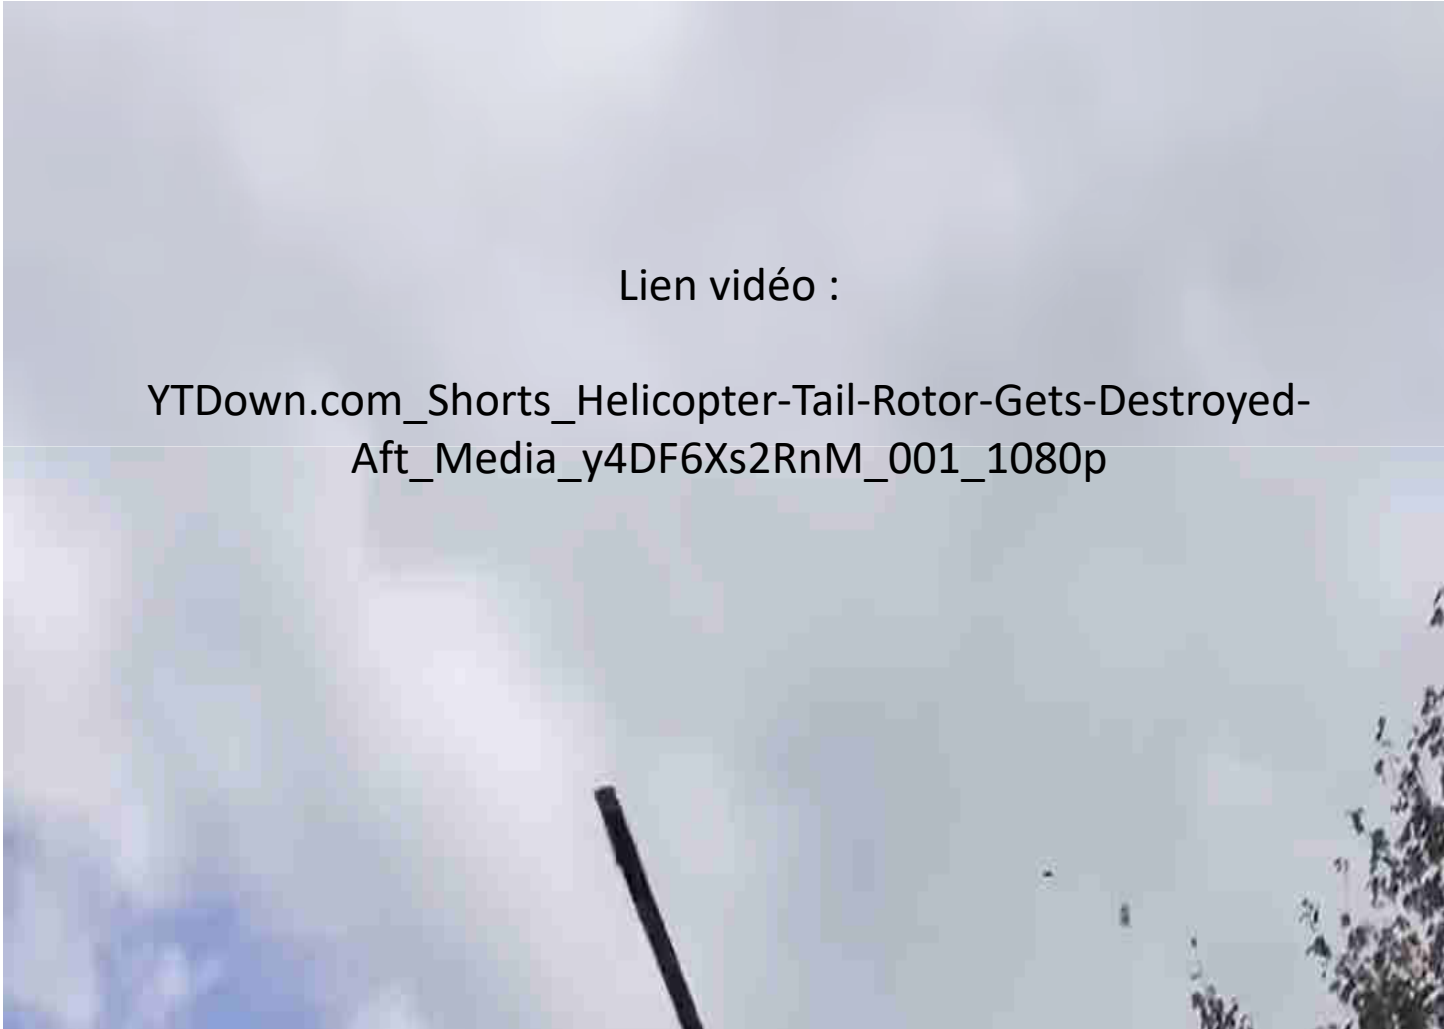 Lien vidéo :
YTDown.com_Shorts_Helicopter-Tail-Rotor-Gets-Destroyed-
Aft_Media_y4DF6Xs2RnM_001_1080p